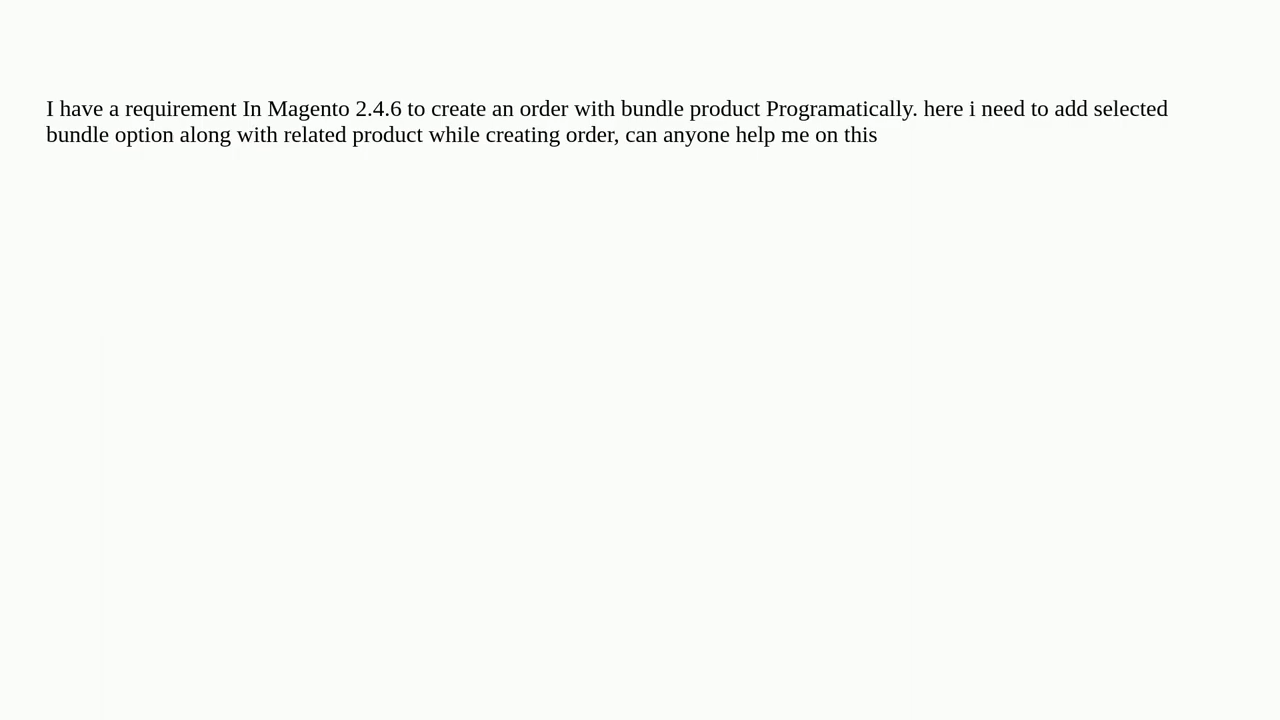 I have a requirement In Magento 2.4.6 to create an order with bundle product Programatically. here i need to add selected
bundle option along with related product while creating order, can anyone help me on this